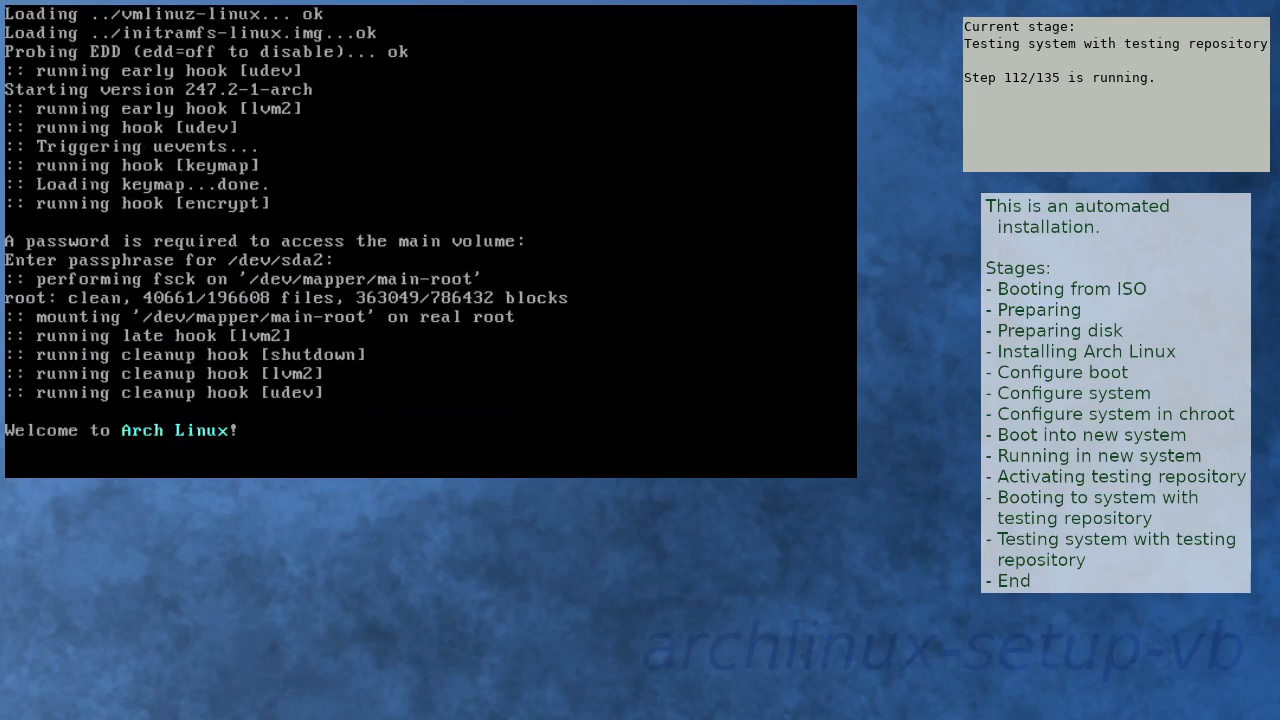 Loading ../vmlinuz-linux... ok
Loading ../initramfs-linux.img...ok
Probing EDD (edd=off to disable)... ok
:: running early hook [udev]
Starting version 247.2-1-arch
:: running early hook [lvm2]
:: running hook [udev]
:: Triggering uevents...
:: running hook [keymap]
:: Loading keymap...done.
:: running hook [encrypt]
A password is required to access the main volume:
Enter passphrase for /dev/sda2:
:: performing fsck on '/dev/mapper/main-root'
root: clean, 40661/196608 files, 363049/786432 blocks
:: mounting '/dev/mapper/main-root' on real root
:: running late hook [lvm2]
:: running cleanup hook [shutdown]
:: running cleanup hook [lvm2]
:: running cleanup hook [udev]
Welcome to Arch Linux!
Current stage:
Testing system with testing repository
Step 112/135 is running.
This is an automated
installation.
Stages:
- Booting from ISO
- Preparing
- Preparing disk
- Installing Arch Linux
- Configure boot
- Configure system
- Configure system in chroot
- Boot into new system
- Running in new system
- Activating testing repository
- Booting to system with
testing repository
- Testing system with testing
repository
- End
archlinux-setup-vb